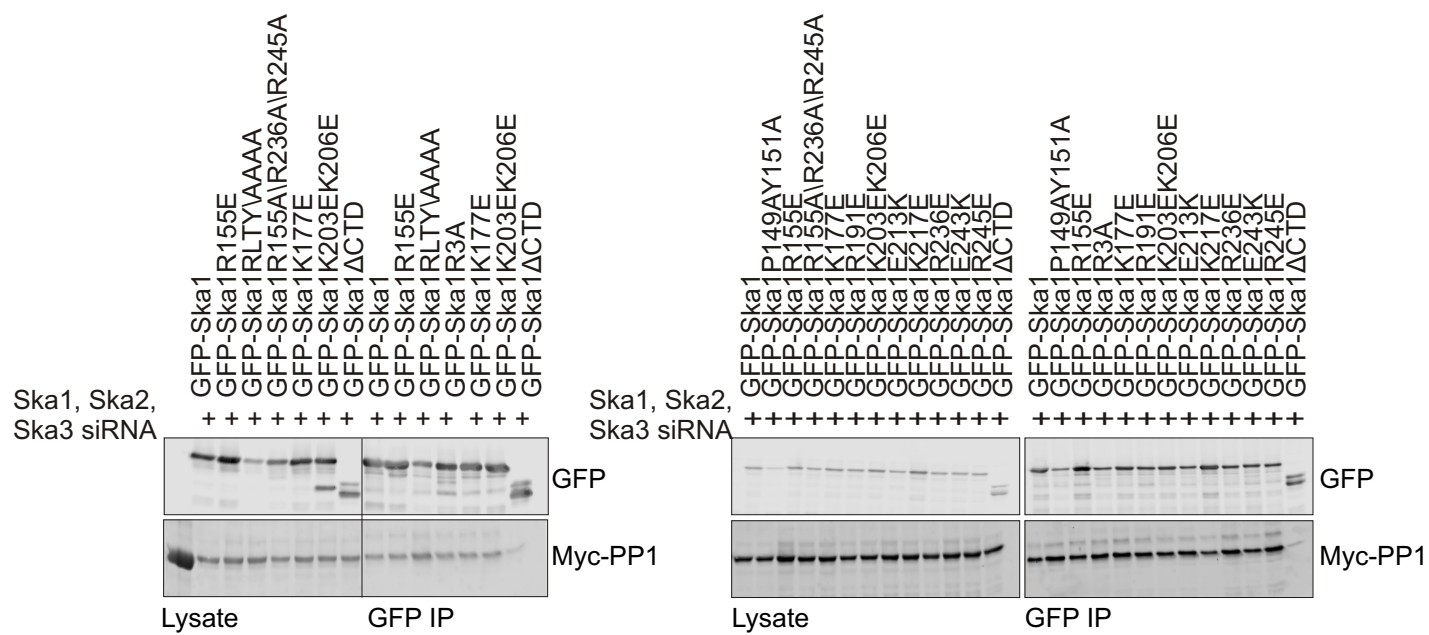 GFP-Ska1
GFP-Ska1R155E
GFP-Ska1RLTY\AAAA
GFP-Ska1R155A\R236A\R245A
GFP-Ska1K177E
GFP-Ska1K203EK206E
GFP-Ska1ΔCTD
GFP-Ska1
GFP-Ska1R155E
GFP-Ska1RLTY\AAAA
GFP-Ska1R3A
GFP-Ska1K177E
GFP-Ska1K203EK206E
GFP-Ska1ΔCTD
Ska1, Ska2,
Ska3 siRNA
+ + + + + + + + + + + + + +
GFP
Myc-PP1
Lysate
GFP IP
GFP-Ska1
GFP-Ska1P149AY151A
GFP-Ska1R155E
GFP-Ska1R155A\R236A\R245A
GFP-Ska1K177E
GFP-Ska1R191E
GFP-Ska1K203EK206E
GFP-Ska1E213K
GFP-Ska1K217E
GFP-Ska1R236E
GFP-Ska1E243K
GFP-Ska1R245E
GFP-Ska1ΔCTD
GFP-Ska1
GFP-Ska1P149AY151A
GFP-Ska1R155E
GFP-Ska1R3A
GFP-Ska1K177E
GFP-Ska1R191E
GFP-Ska1K203EK206E
GFP-Ska1E213K
GFP-Ska1K217E
GFP-Ska1R236E
GFP-Ska1E243K
GFP-Ska1R245E
GFP-Ska1ΔCTD
Ska1, Ska2,
Ska3 siRNA
+ + + + + + + + + + + + + + + + + + + + + + + + + +
GFP
Myc-PP1
Lysate
GFP IP